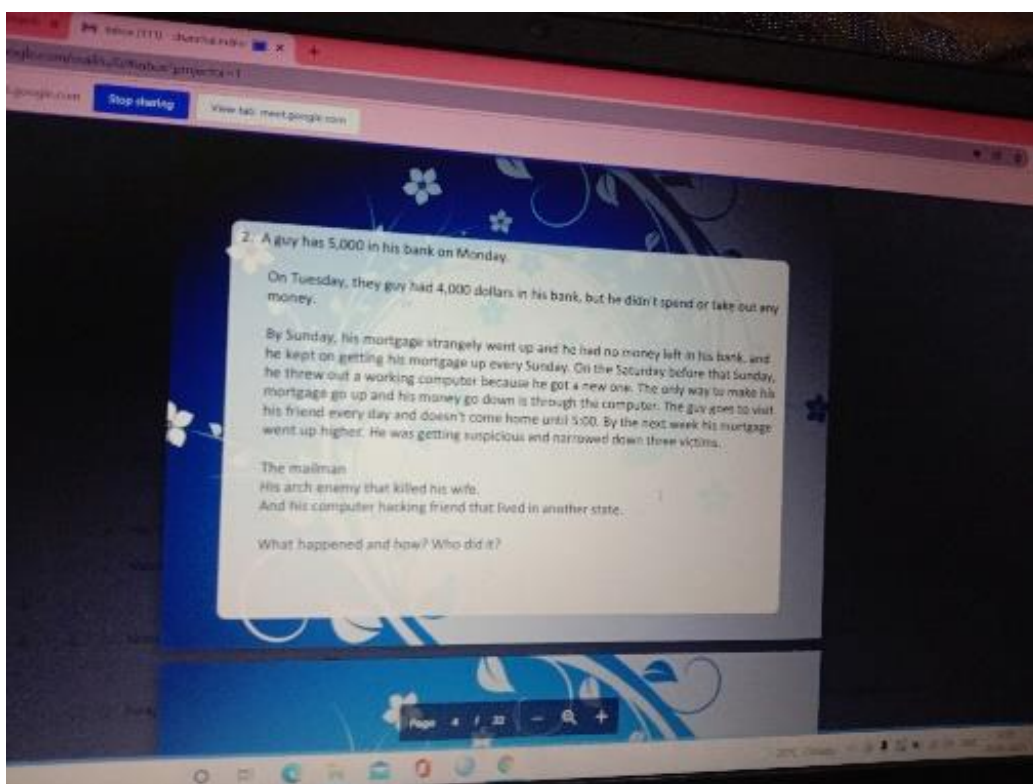 Stop sharing
View tab: meet.google.com
2. A guy has 5,000 in his bank on Monday.
On Tuesday, they guy had 4,000 dollars in his bank, but he didn't spend or take out any
money.
By Sunday, his mortgage strangely went up and he had no money left in his bank, and
he kept on getting his mortgage up every Sunday. On the Saturday before that Sunday,
he threw out a working computer because he got a new one. The only way to make his
mortgage go up and his money go down is through the computer. The guy goes to visit
his friend every day and doesn't come home until 5:00. By the next week his mortgage
went up higher. He was getting suspicious and narrowed down three victims.
The mailman
His arch enemy that killed his wife.
And his computer hacking friend that lived in another state.
What happened and how? Who did it?
Page 4 / 22